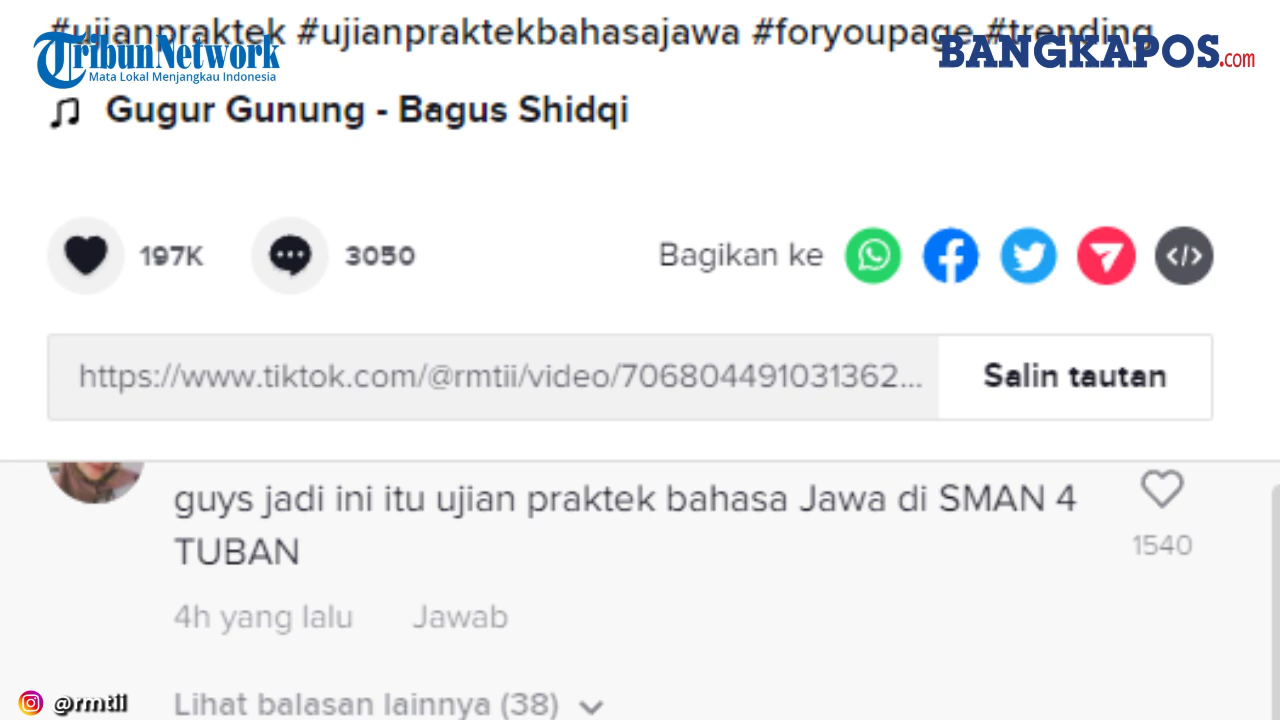 #ujianpraktek #ujianpraktekbahasajawa #foryoupage #trending
TribunNetwork
Mata Lokal Menjangkau Indonesia
BANGKAPOS.com
Gugur Gunung - Bagus Shidqi
197K
3050
Bagikan ke
https://www.tiktok.com/@rmtii/video/706804491031362...
Salin tautan
guys jadi ini itu ujian praktek bahasa Jawa di SMAN 4
TUBAN
1540
4h yang lalu Jawab
Lihat balasan lainnya (38)
@rmtii